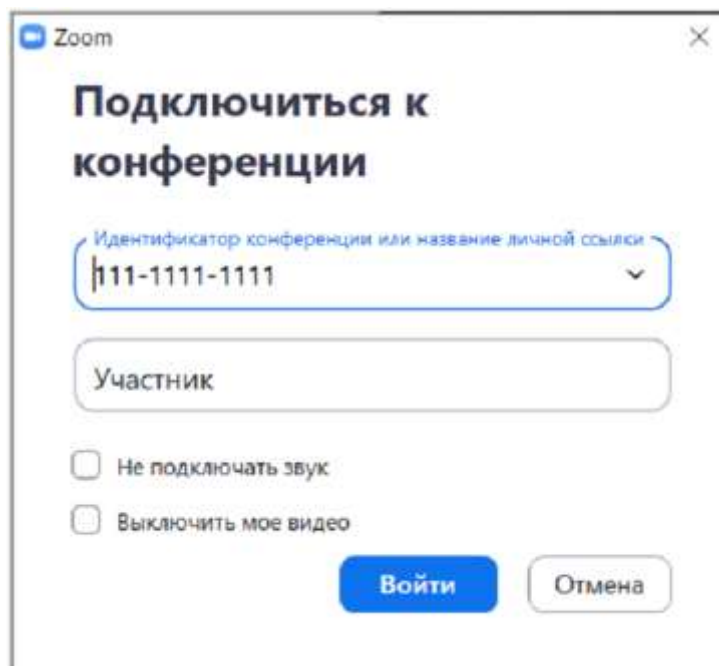 Zoom
Подключиться к
конференции
Идентификатор конференции или название личной ссылки
111-1111-1111
Участник
Не подключать звук
Выключить мое видео
Войти Отмена